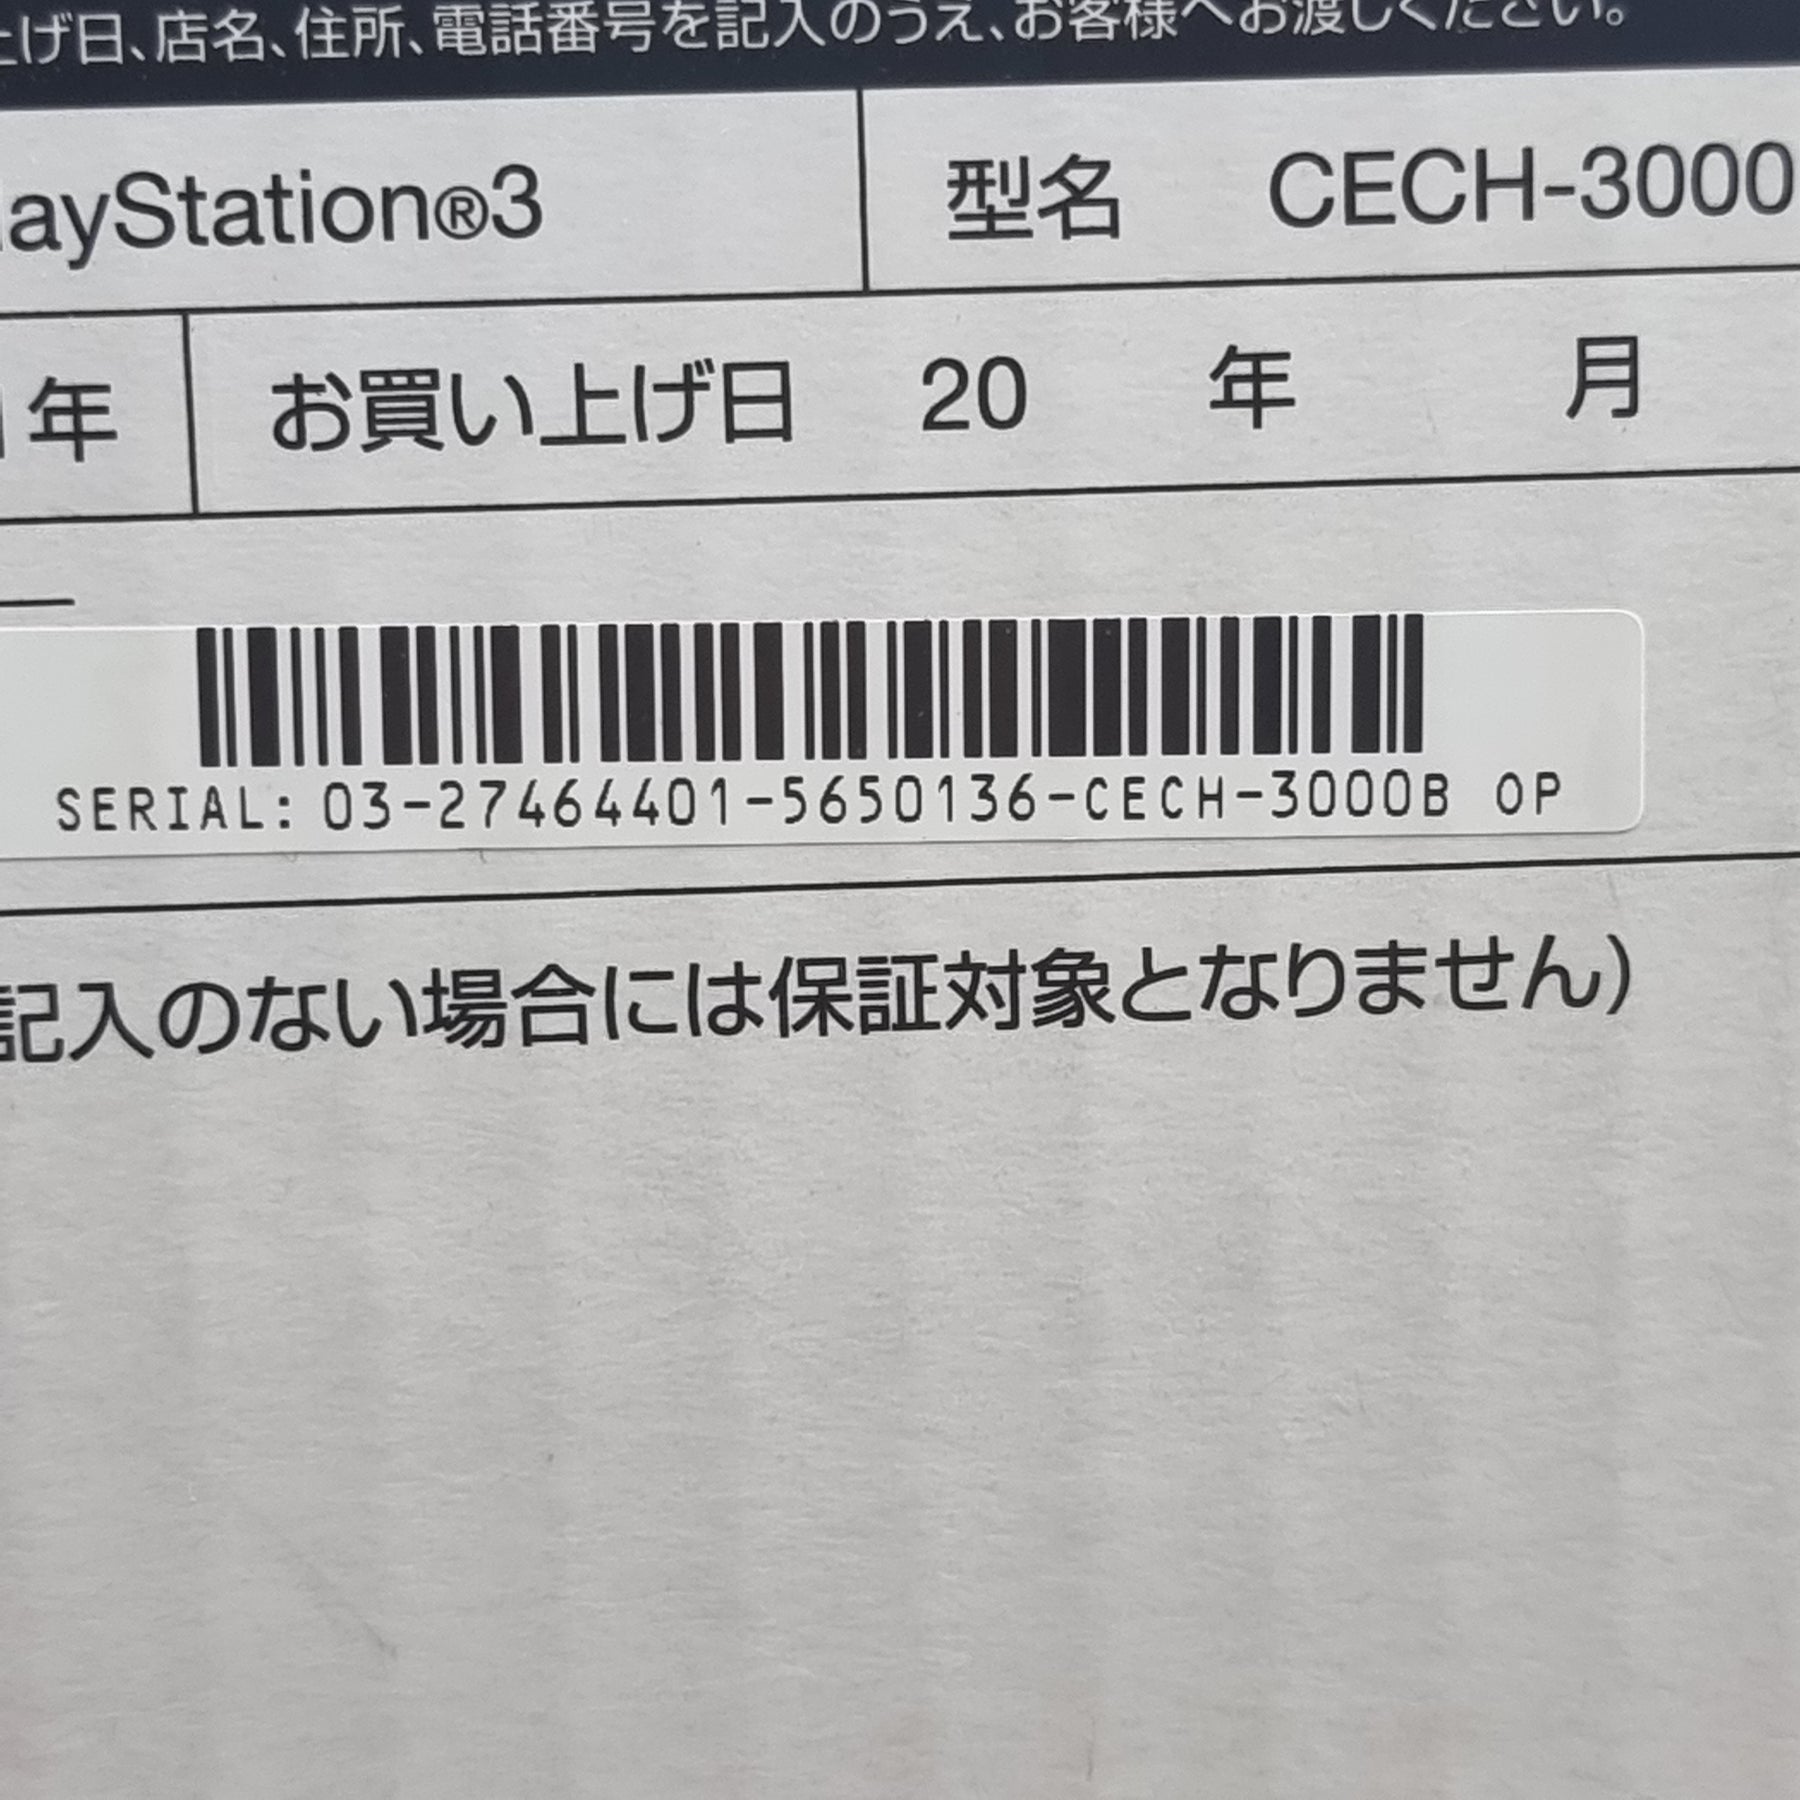 上げ日、店名、住所、電話番号を記入のうえ、お客様へお渡しください。
layStation®3 型名 CECH-3000
年 お買い上げ日 20 年 月
SERIAL: 03-27464401-5650136-CECH-3000B OP
記入のない場合には保証対象となりません)